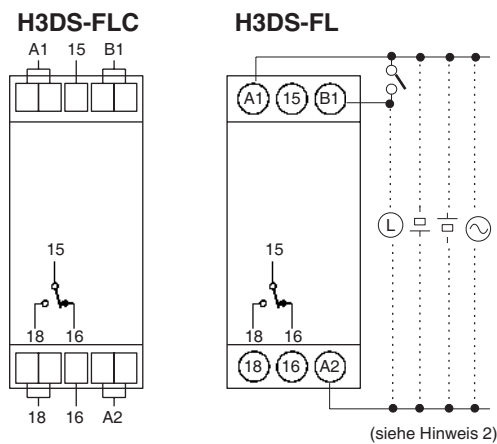 H3DS-FLC H3DS-FL
A1 15 B1
A1 15 B1
L
15
18 16
15
18 16
18 16 A2
18 16 A2
(siehe Hinweis 2)